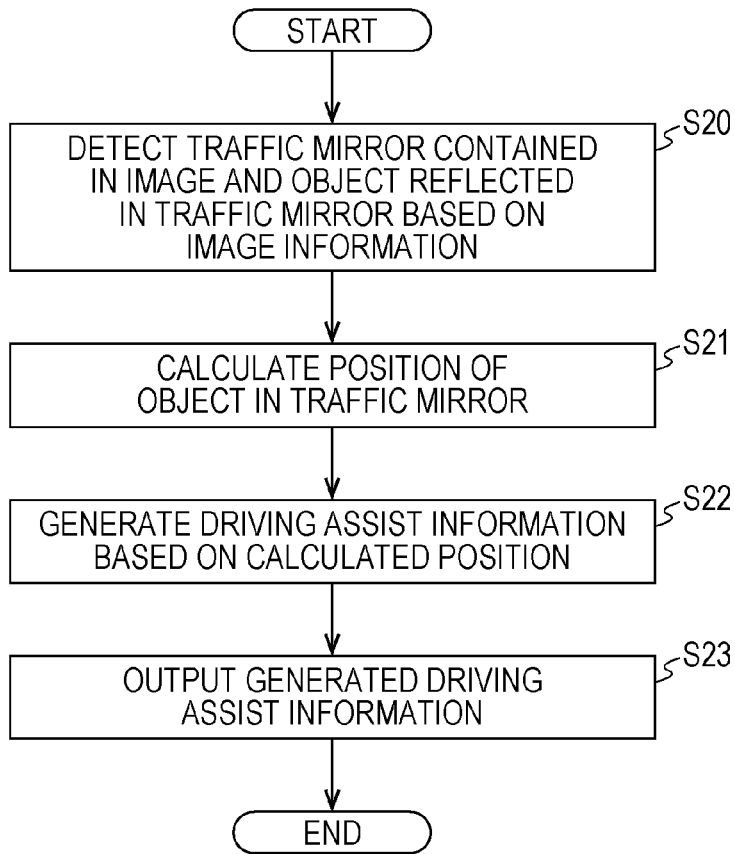 START
S20
DETECT TRAFFIC MIRROR CONTAINED
IN IMAGE AND OBJECT REFLECTED
IN TRAFFIC MIRROR BASED ON
IMAGE INFORMATION
S21
CALCULATE POSITION OF
OBJECT IN TRAFFIC MIRROR
S22
GENERATE DRIVING ASSIST INFORMATION
BASED ON CALCULATED POSITION
S23
OUTPUT GENERATED DRIVING
ASSIST INFORMATION
END